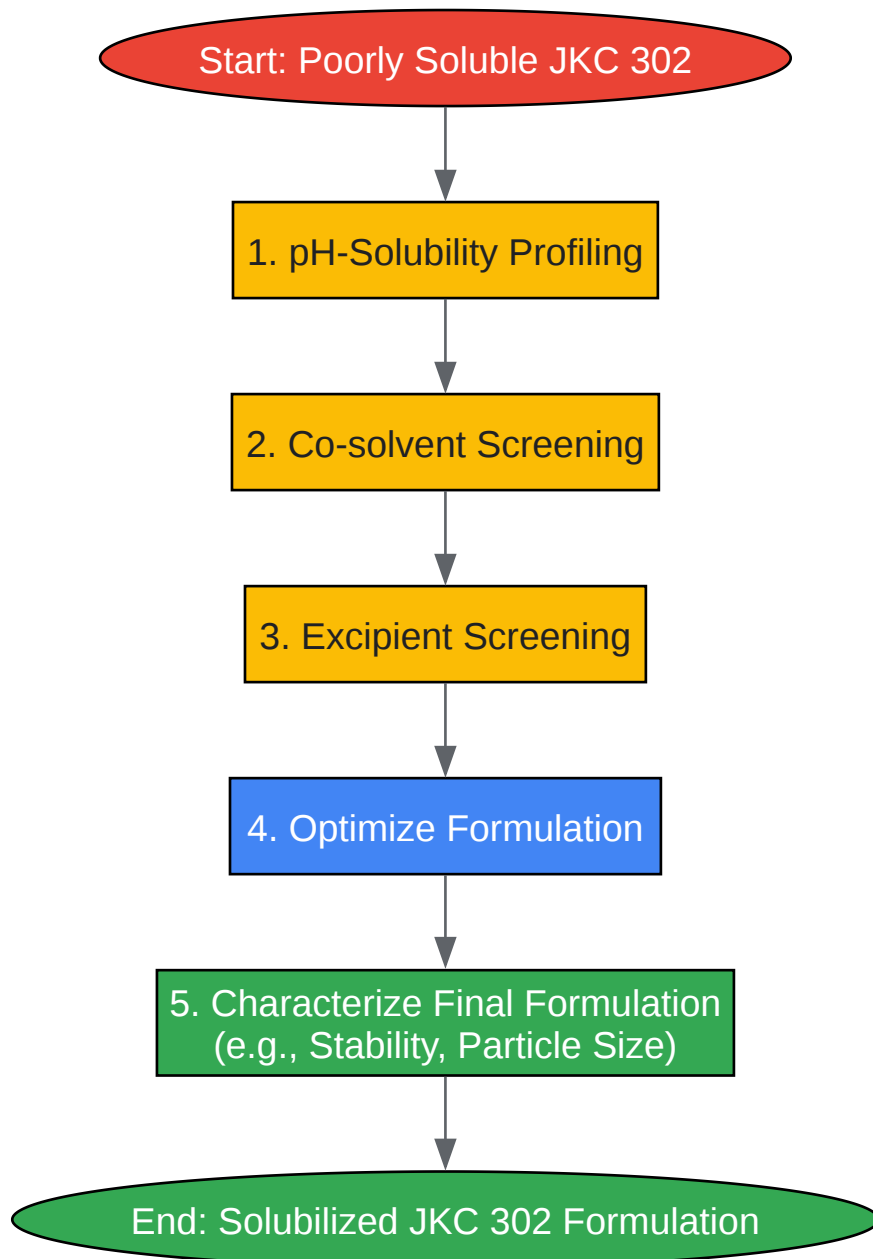 Start: Poorly Soluble JKC 302
1. pH-Solubility Profiling
2. Co-solvent Screening
3. Excipient Screening
4. Optimize Formulation
5. Characterize Final Formulation
(e.g., Stability, Particle Size)
End: Solubilized JKC 302 Formulation